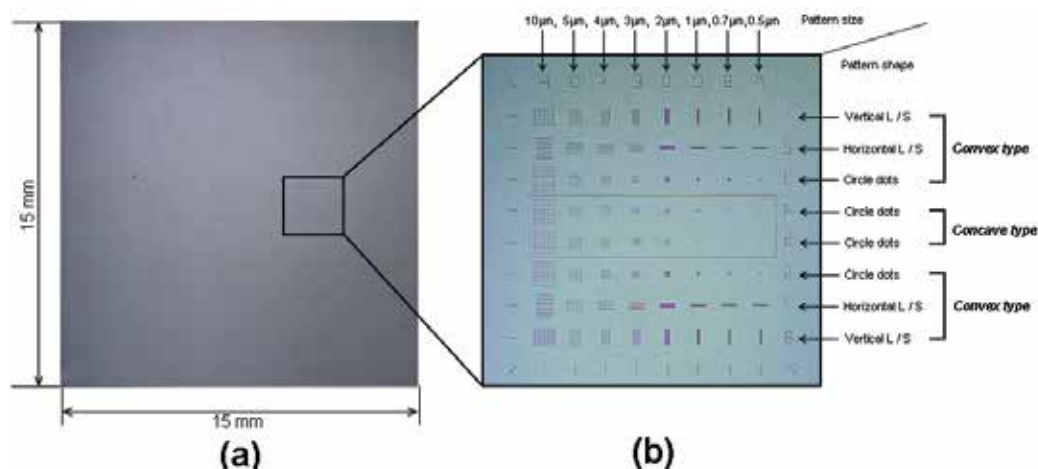 10μm, 5μm, 4μm, 3μm, 2μm, 1μm, 0.7μm, 0.5μm Pattern size
Pattern shape
Vertical L / S
Horizontal L / S
Convex type
Circle dots
Circle dots
Concave type
Circle dots
Circle dots
Horizontal L / S
Convex type
Vertical L / S
15 mm
15 mm
(a)
(b)